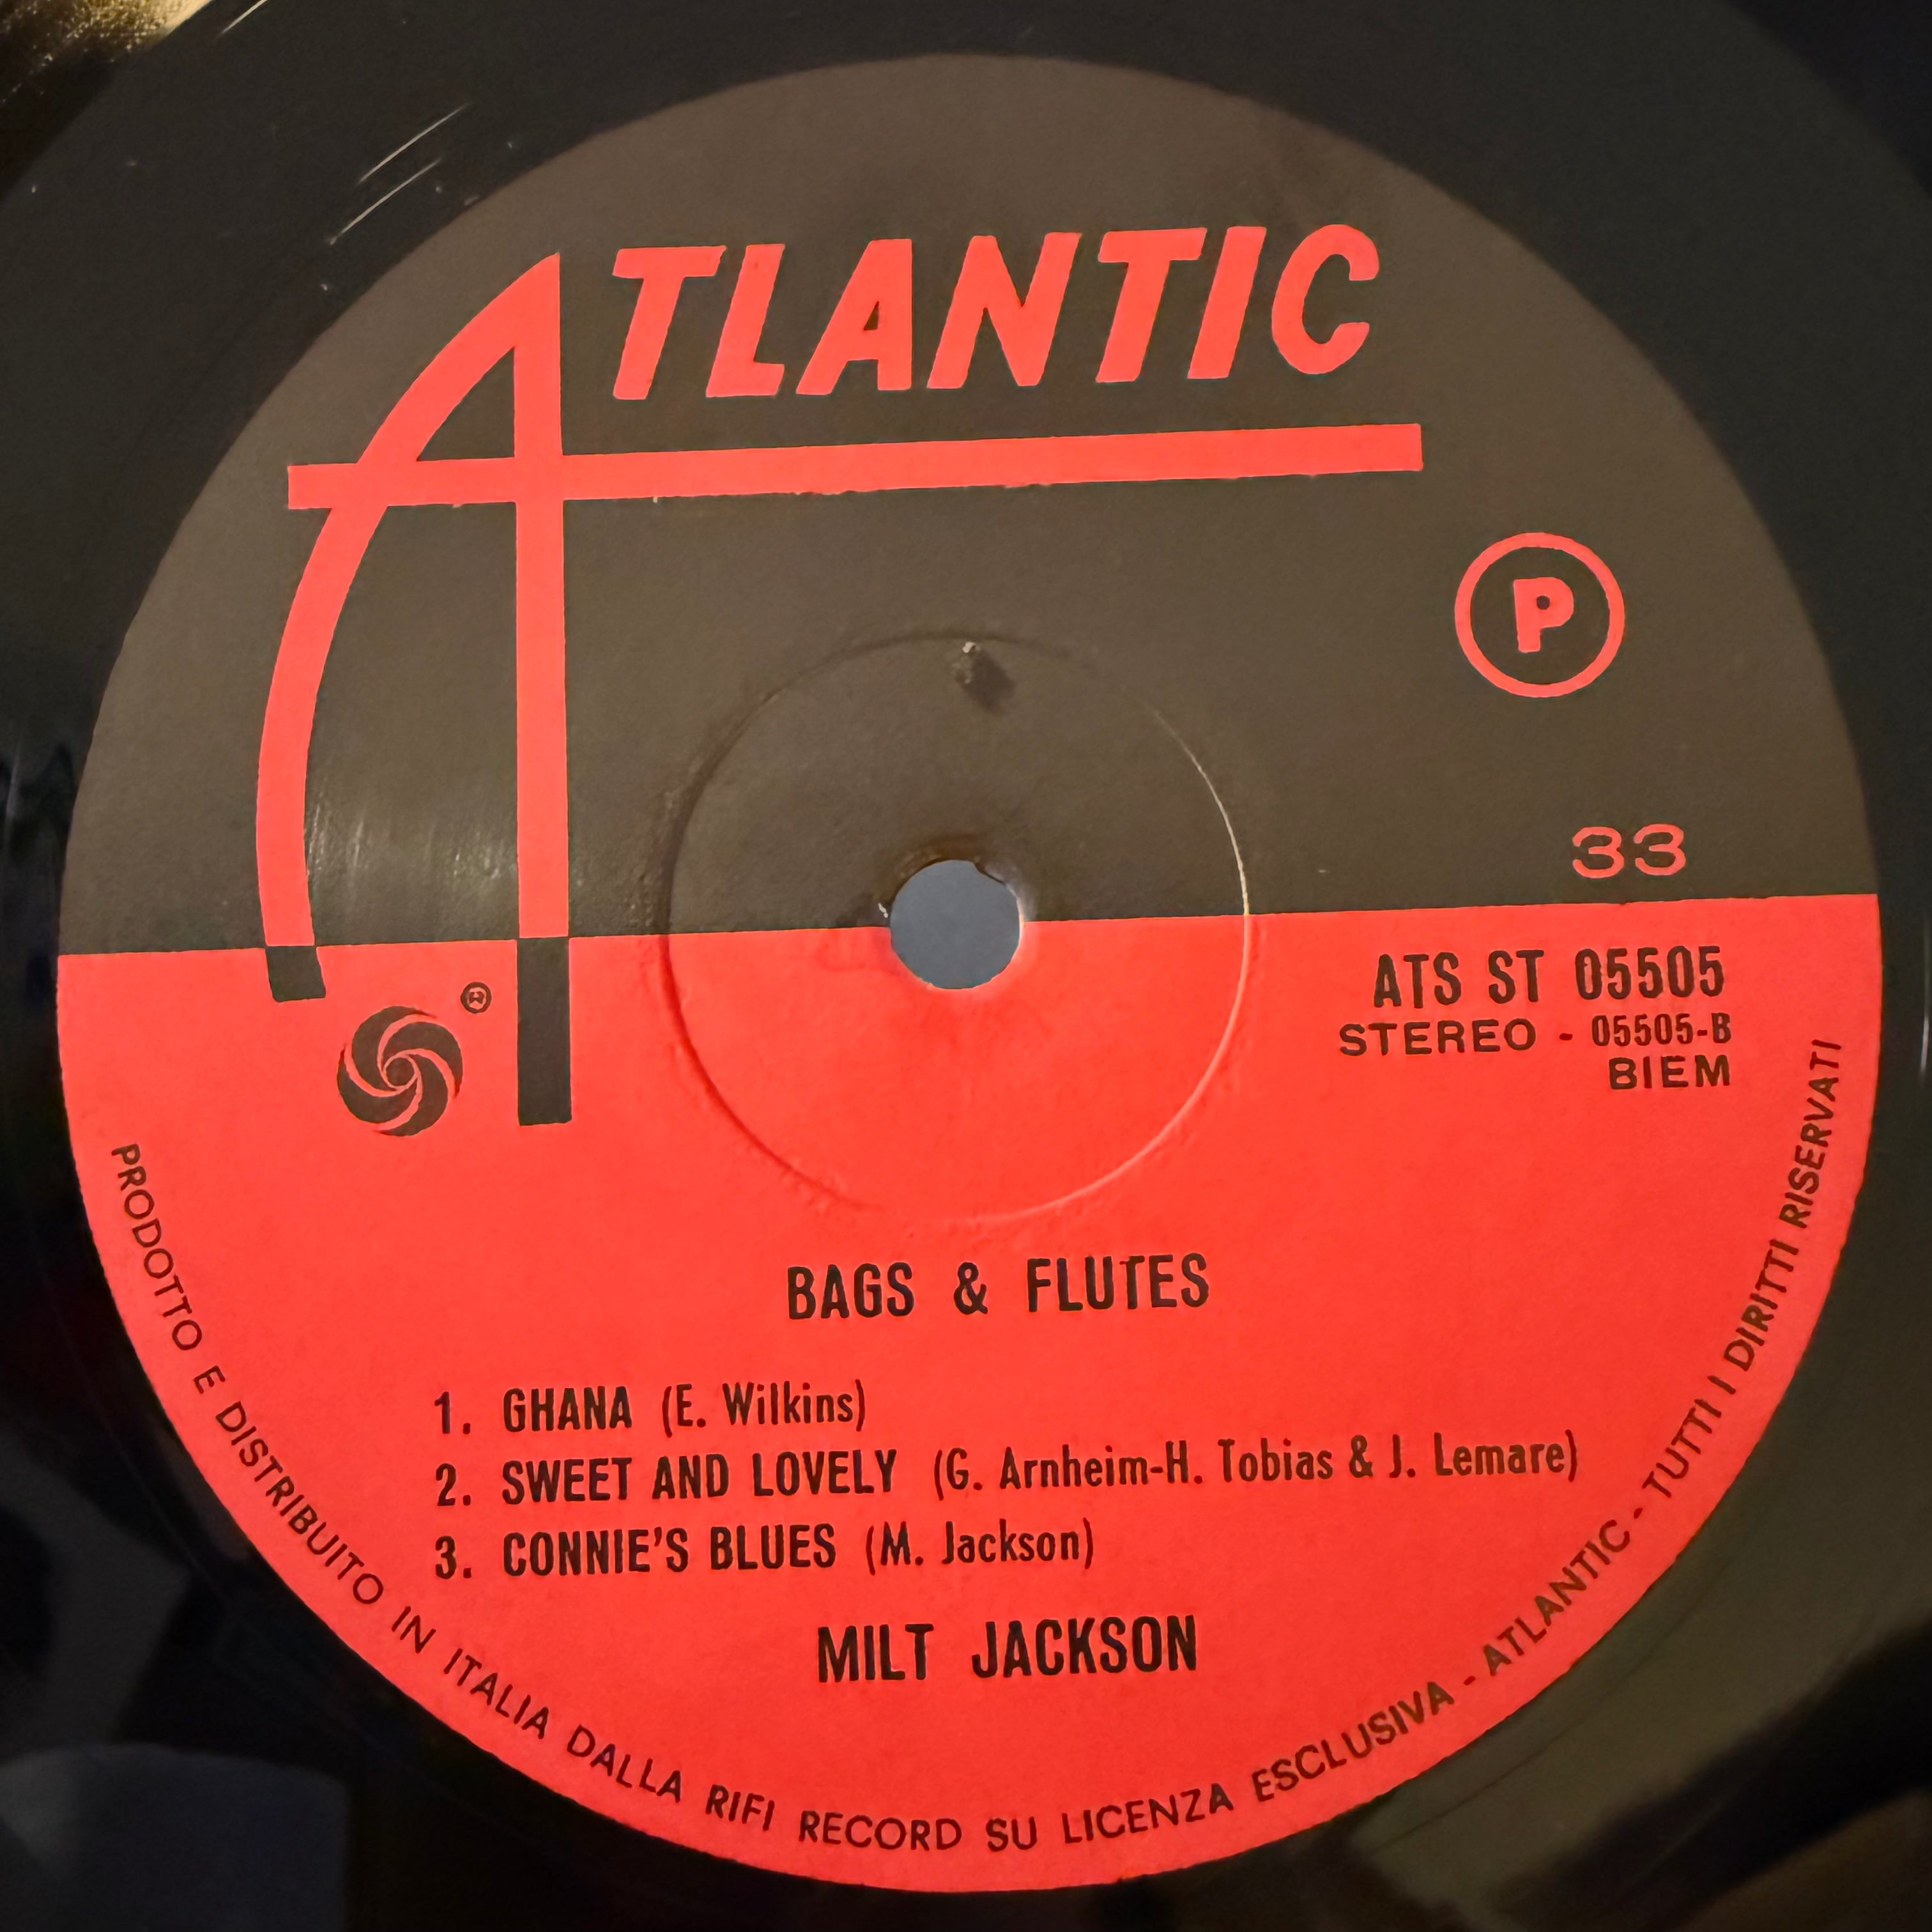 ATLANTIC
P
33
®
ATS ST 05505
STEREO - 05505-B
BIEM
BAGS & FLUTES
1. GHANA (E. Wilkins)
2. SWEET AND LOVELY (G. Arnheim-H. Tobias & J. Lemare)
3. CONNIE'S BLUES (M. Jackson)
MILT JACKSON
PRODOTTO E DISTRIBUITO IN ITALIA DALLA RIFI RECORD SU LICENZA ESCLUSIVA - ATLANTIC - TUTTI I DIRITTI RISERVATI